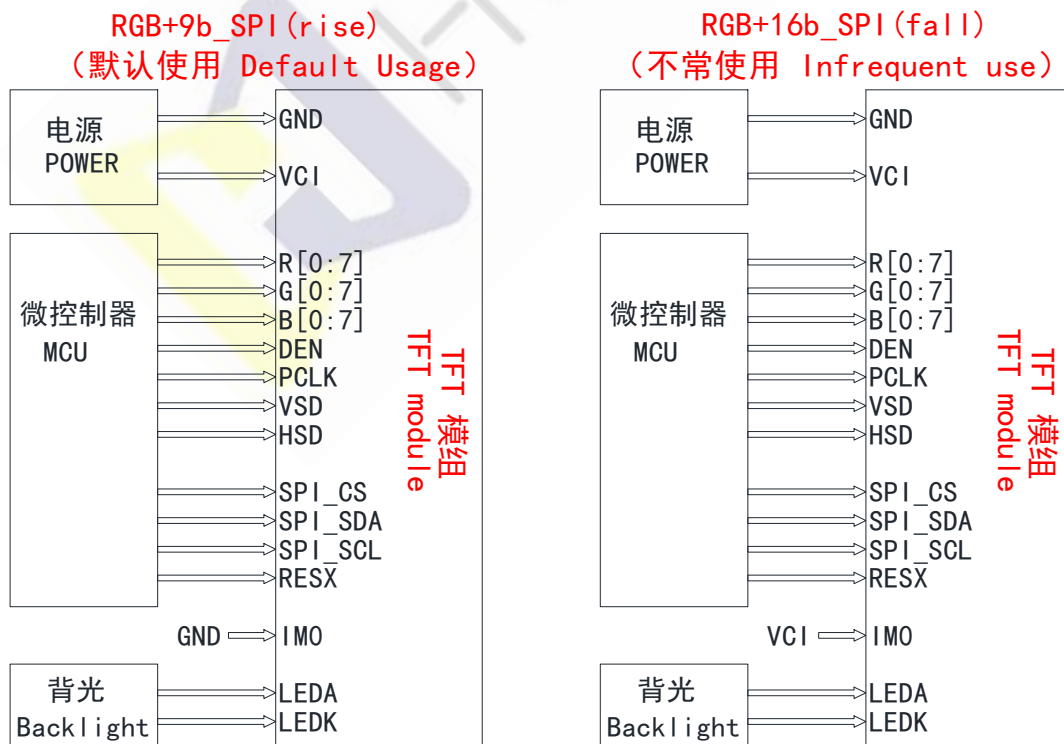 RGB+9b_SPI(rise)
（默认使用 Default Usage）
电源
POWER
GND
VCI
微控制器
MCU
R[0:7]
G[0:7]
B[0:7]
DEN
PCLK
VSD
HSD
SPI_CS
SPI_SDA
SPI_SCL
RESX
TFT 模组
TFT module
GND
IM0
背光
Backlight
LEDA
LEDK
RGB+16b_SPI(fall)
（不常使用 Infrequent use）
电源
POWER
GND
VCI
微控制器
MCU
R[0:7]
G[0:7]
B[0:7]
DEN
PCLK
VSD
HSD
SPI_CS
SPI_SDA
SPI_SCL
RESX
TFT 模组
TFT module
VCI
IM0
背光
Backlight
LEDA
LEDK